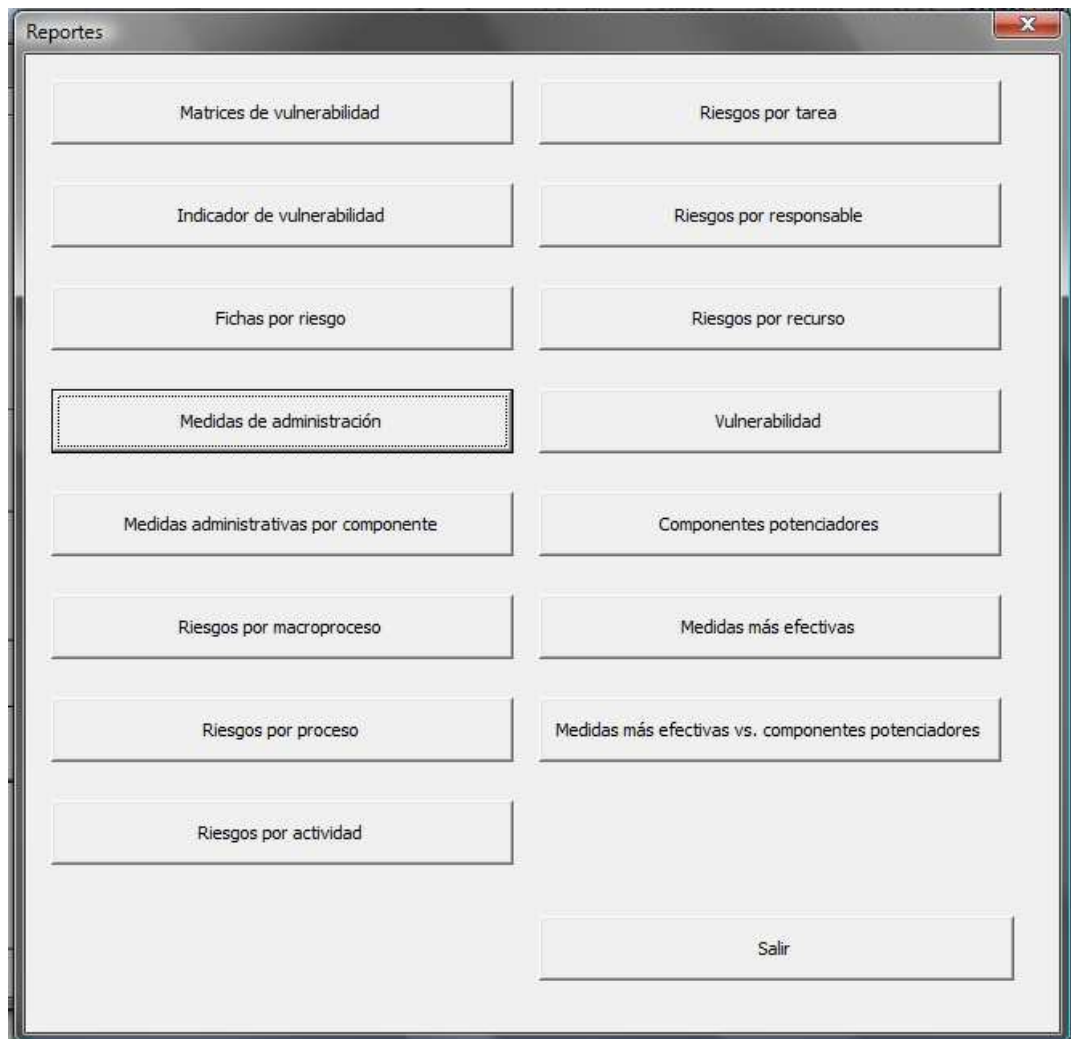 Reportes
Matrices de vulnerabilidad
Riesgos por tarea
Indicador de vulnerabilidad
Riesgos por responsable
Fichas por riesgo
Riesgos por recurso
Medidas de administración
Vulnerabilidad
Medidas administrativas por componente
Componentes potenciadores
Riesgos por macroproceso
Medidas más efectivas
Riesgos por proceso
Medidas más efectivas vs. componentes potenciadores
Riesgos por actividad
Salir